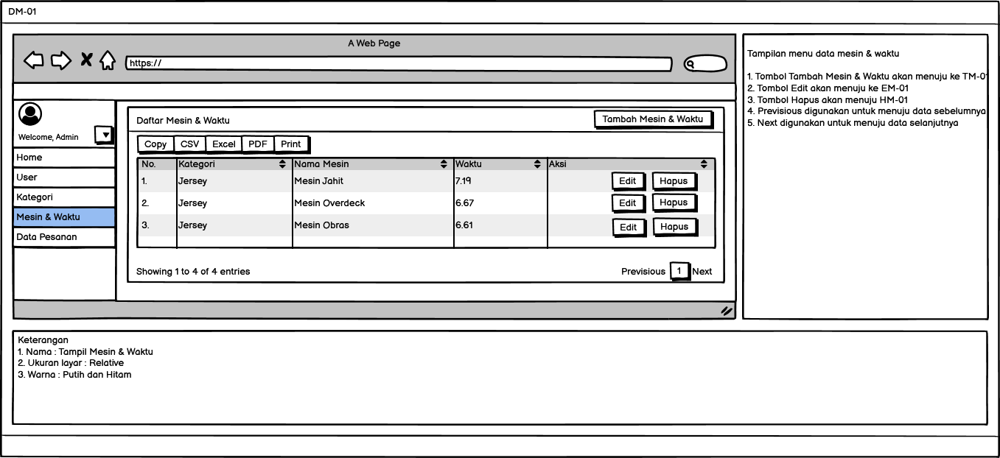 DM-01
A Web Page
https://
Welcome, Admin
Home
User
Kategori
Mesin & Waktu
Data Pesanan
Daftar Mesin & Waktu
Tambah Mesin & Waktu
Copy CSV Excel PDF Print
No. Kategori Nama Mesin Waktu Aksi
1. Jersey Mesin Jahit 7.19 Edit Hapus
2. Jersey Mesin Overdeck 6.67 Edit Hapus
3. Jersey Mesin Obras 6.61 Edit Hapus
Showing 1 to 4 of 4 entries
Previsious 1 Next
Tampilan menu data mesin & waktu
1. Tombol Tambah Mesin & Waktu akan menuju ke TM-01
2. Tombol Edit akan menuju ke EM-01
3. Tombol Hapus akan menuju HM-01
4. Previsious digunakan untuk menuju data sebelumnya
5. Next digunakan untuk menuju data selanjutnya
Keterangan
1. Nama : Tampil Mesin & Waktu
2. Ukuran layar : Relative
3. Warna : Putih dan Hitam